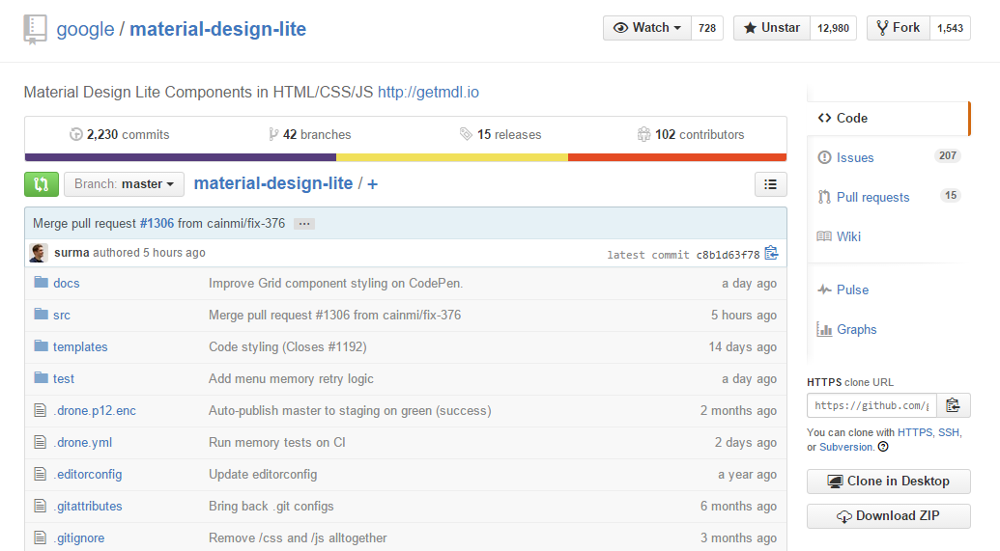 google / material-design-lite
Watch 728
Unstar 12,980
Fork 1,543
Material Design Lite Components in HTML/CSS/JS http://getmdl.io
2,230 commits 42 branches 15 releases 102 contributors
Branch: master material-design-lite / +
Merge pull request #1306 from cainmi/fix-376 ...
surma authored 5 hours ago latest commit c8b1d63f78
docs Improve Grid component styling on CodePen. a day ago
src Merge pull request #1306 from cainmi/fix-376 5 hours ago
templates Code styling (Closes #1192) 14 days ago
test Add menu memory retry logic a day ago
.drone.p12.enc Auto-publish master to staging on green (success) 2 months ago
.drone.yml Run memory tests on CI 2 days ago
.editorconfig Update editorconfig a year ago
.gitattributes Bring back .git configs 6 months ago
.gitignore Remove /css and /js alltogether 3 months ago
Code
Issues 207
Pull requests 15
Wiki
Pulse
Graphs
HTTPS clone URL
https://github.com/g
You can clone with HTTPS, SSH,
or Subversion.
Clone in Desktop
Download ZIP